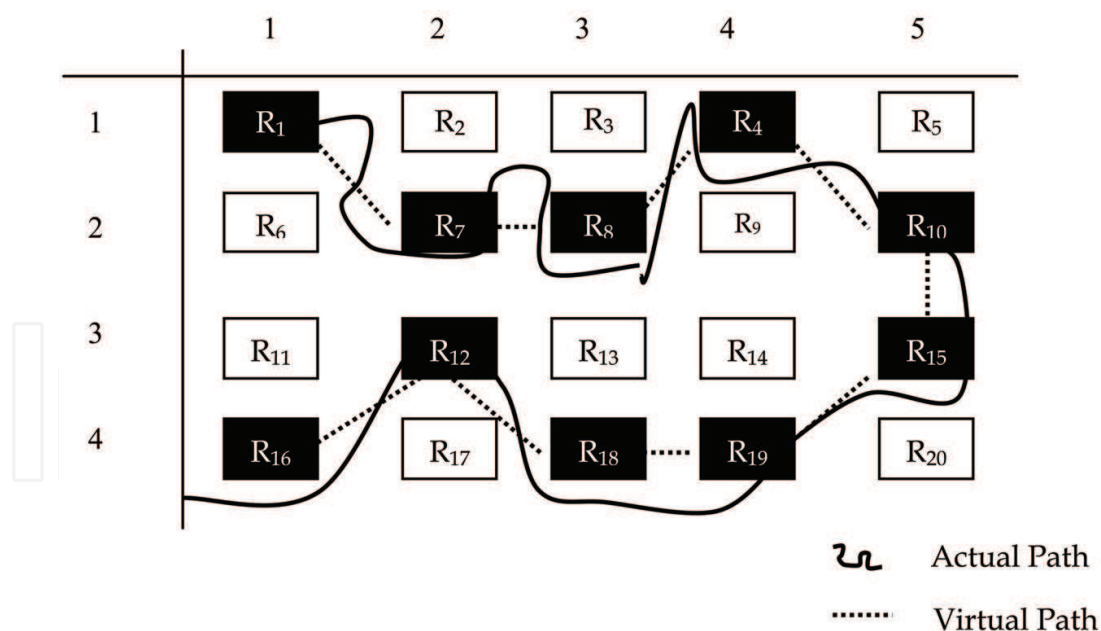 1 2 3 4 5
1 R1 R2 R3 R4 R5
2 R6 R7 R8 R9 R10
3 R11 R12 R13 R14 R15
4 R16 R17 R18 R19 R20
Actual Path
Virtual Path